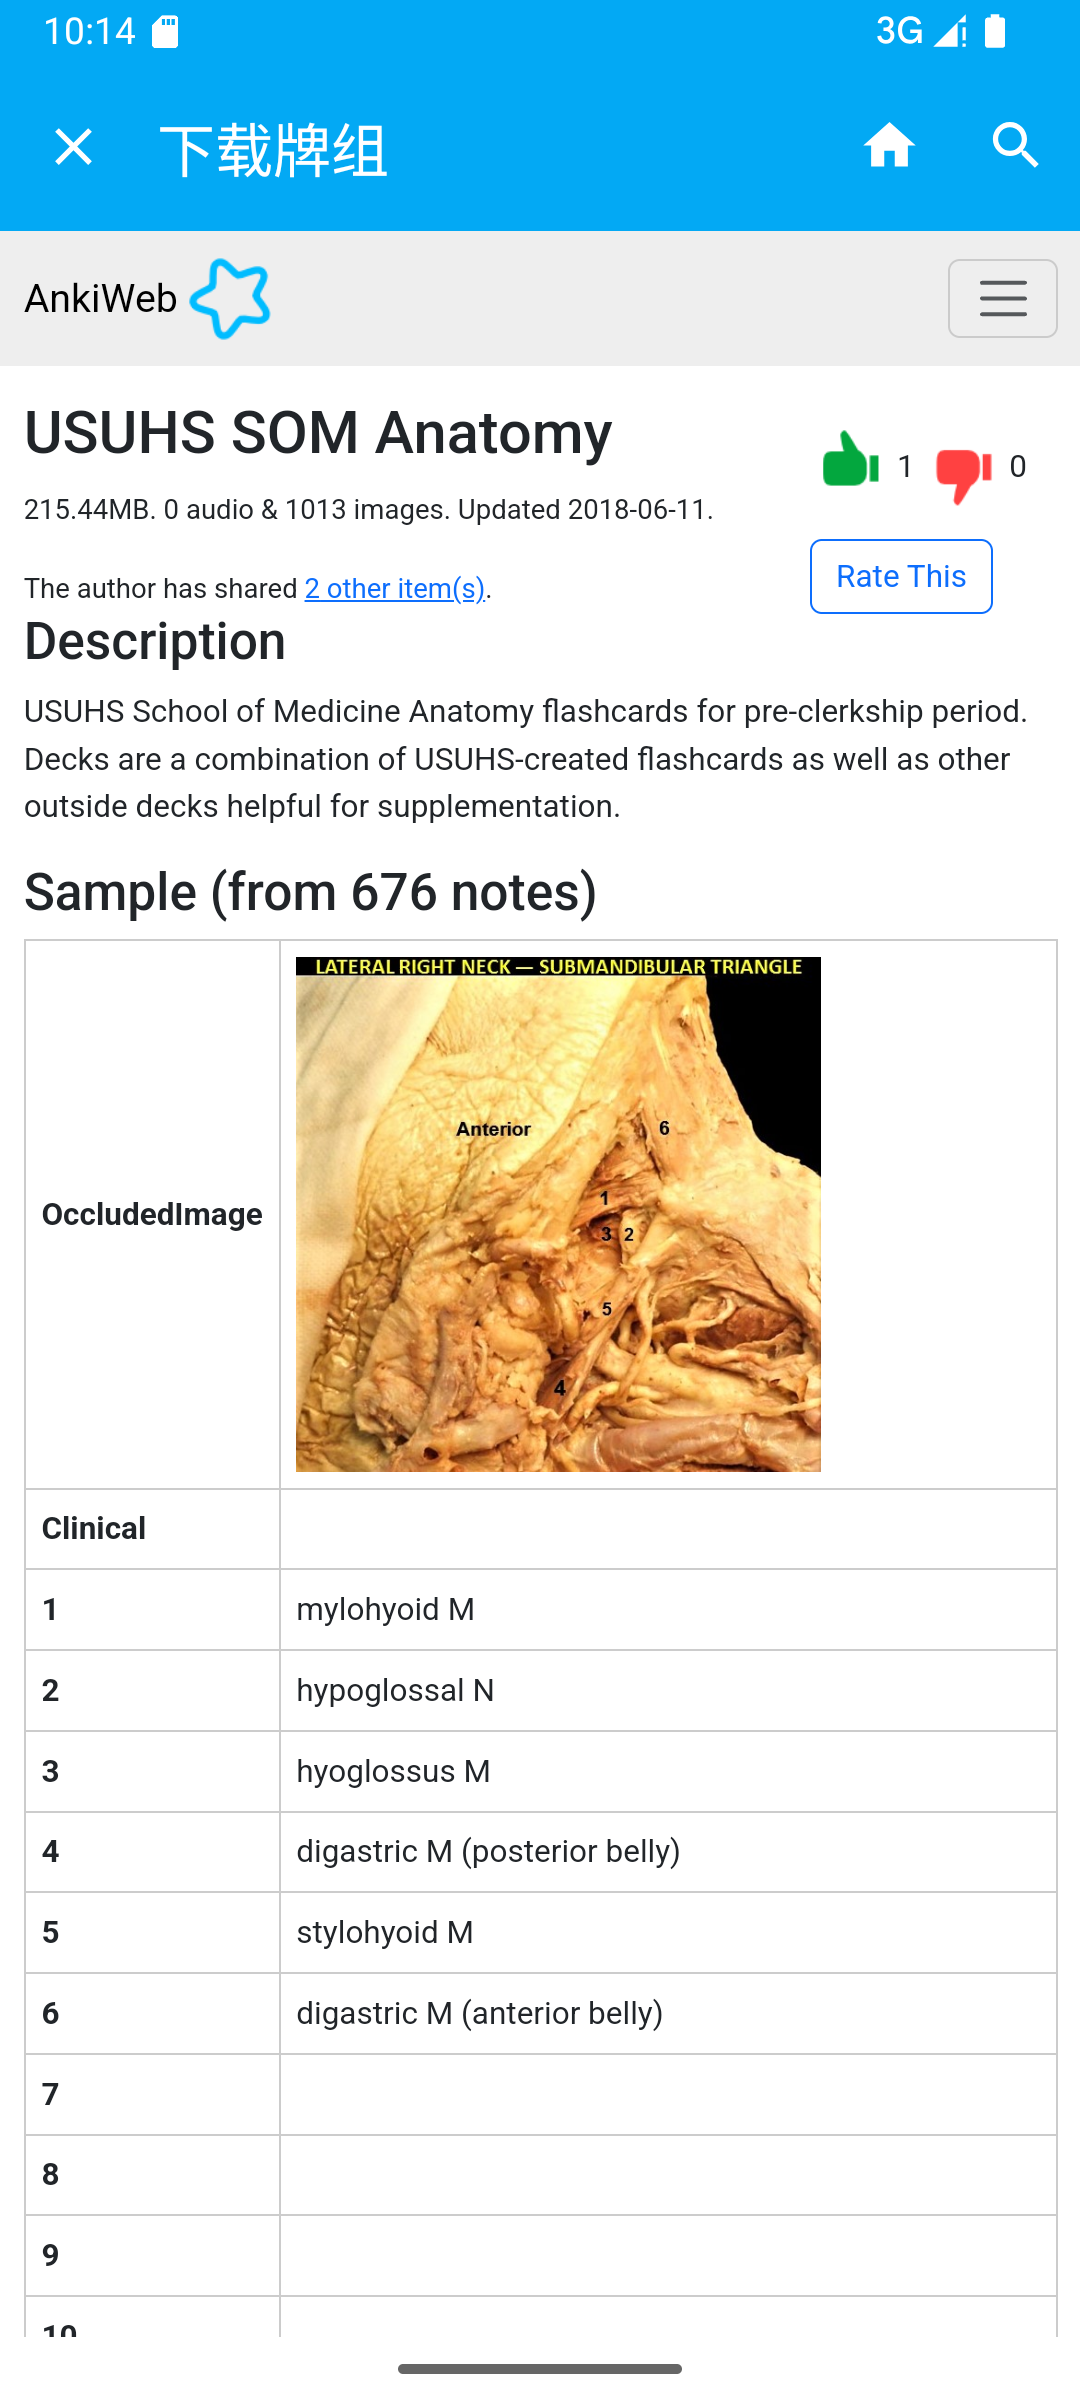 10:14
3G
下载牌组
AnkiWeb
USUHS SOM Anatomy
1
0
215.44MB. 0 audio & 1013 images. Updated 2018-06-11.
The author has shared 2 other item(s).
Rate This
Description
USUHS School of Medicine Anatomy flashcards for pre-clerkship period.
Decks are a combination of USUHS-created flashcards as well as other
outside decks helpful for supplementation.
Sample (from 676 notes)
OccludedImage
LATERAL RIGHT NECK — SUBMANDIBULAR TRIANGLE
Anterior
6
1
3 2
5
4
Clinical
1 mylohyoid M
2 hypoglossal N
3 hyoglossus M
4 digastric M (posterior belly)
5 stylohyoid M
6 digastric M (anterior belly)
7
8
9
10